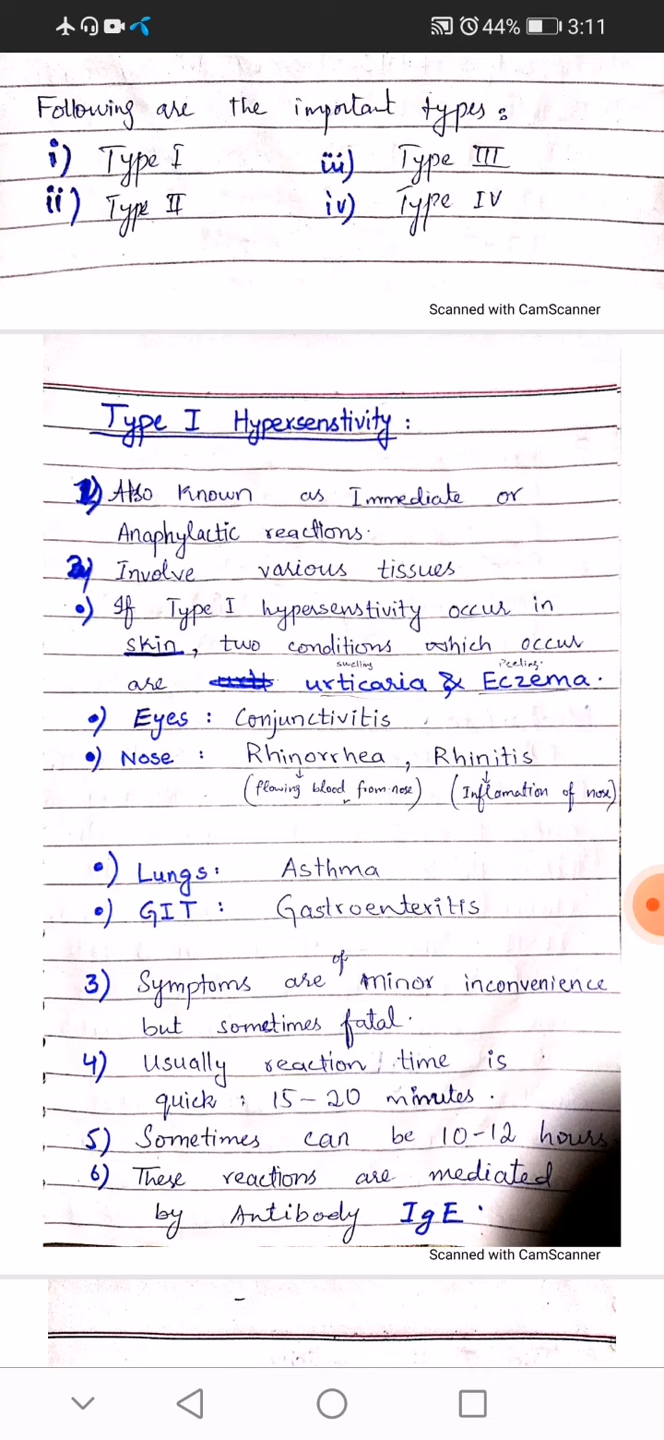 44% 3:11
Following are the important types:
i) Type I iii) Type III
ii) Type II iv) Type IV
Scanned with CamScanner
Type I Hypersenstivity:
1) Also Known as Immediate or
Anaphylactic reactions.
2) Involve various tissues
•) If Type I hypersenstivity occur in
skin, two conditions which occur
swelling Peeling.
are urticaria & Eczema.
•) Eyes: Conjunctivitis
•) Nose: Rhinorrhea, Rhinitis
(flowing blood from nose) (Inflamation of nose)
•) Lungs: Asthma
•) GIT: Gastroenteritis
of
3) Symptoms are minor inconvenience
but sometimes fatal.
4) Usually reaction time is
quick: 15-20 minutes.
5) Sometimes can be 10-12 hours
6) These reactions are mediated
by Antibody IgE.
Scanned with CamScanner